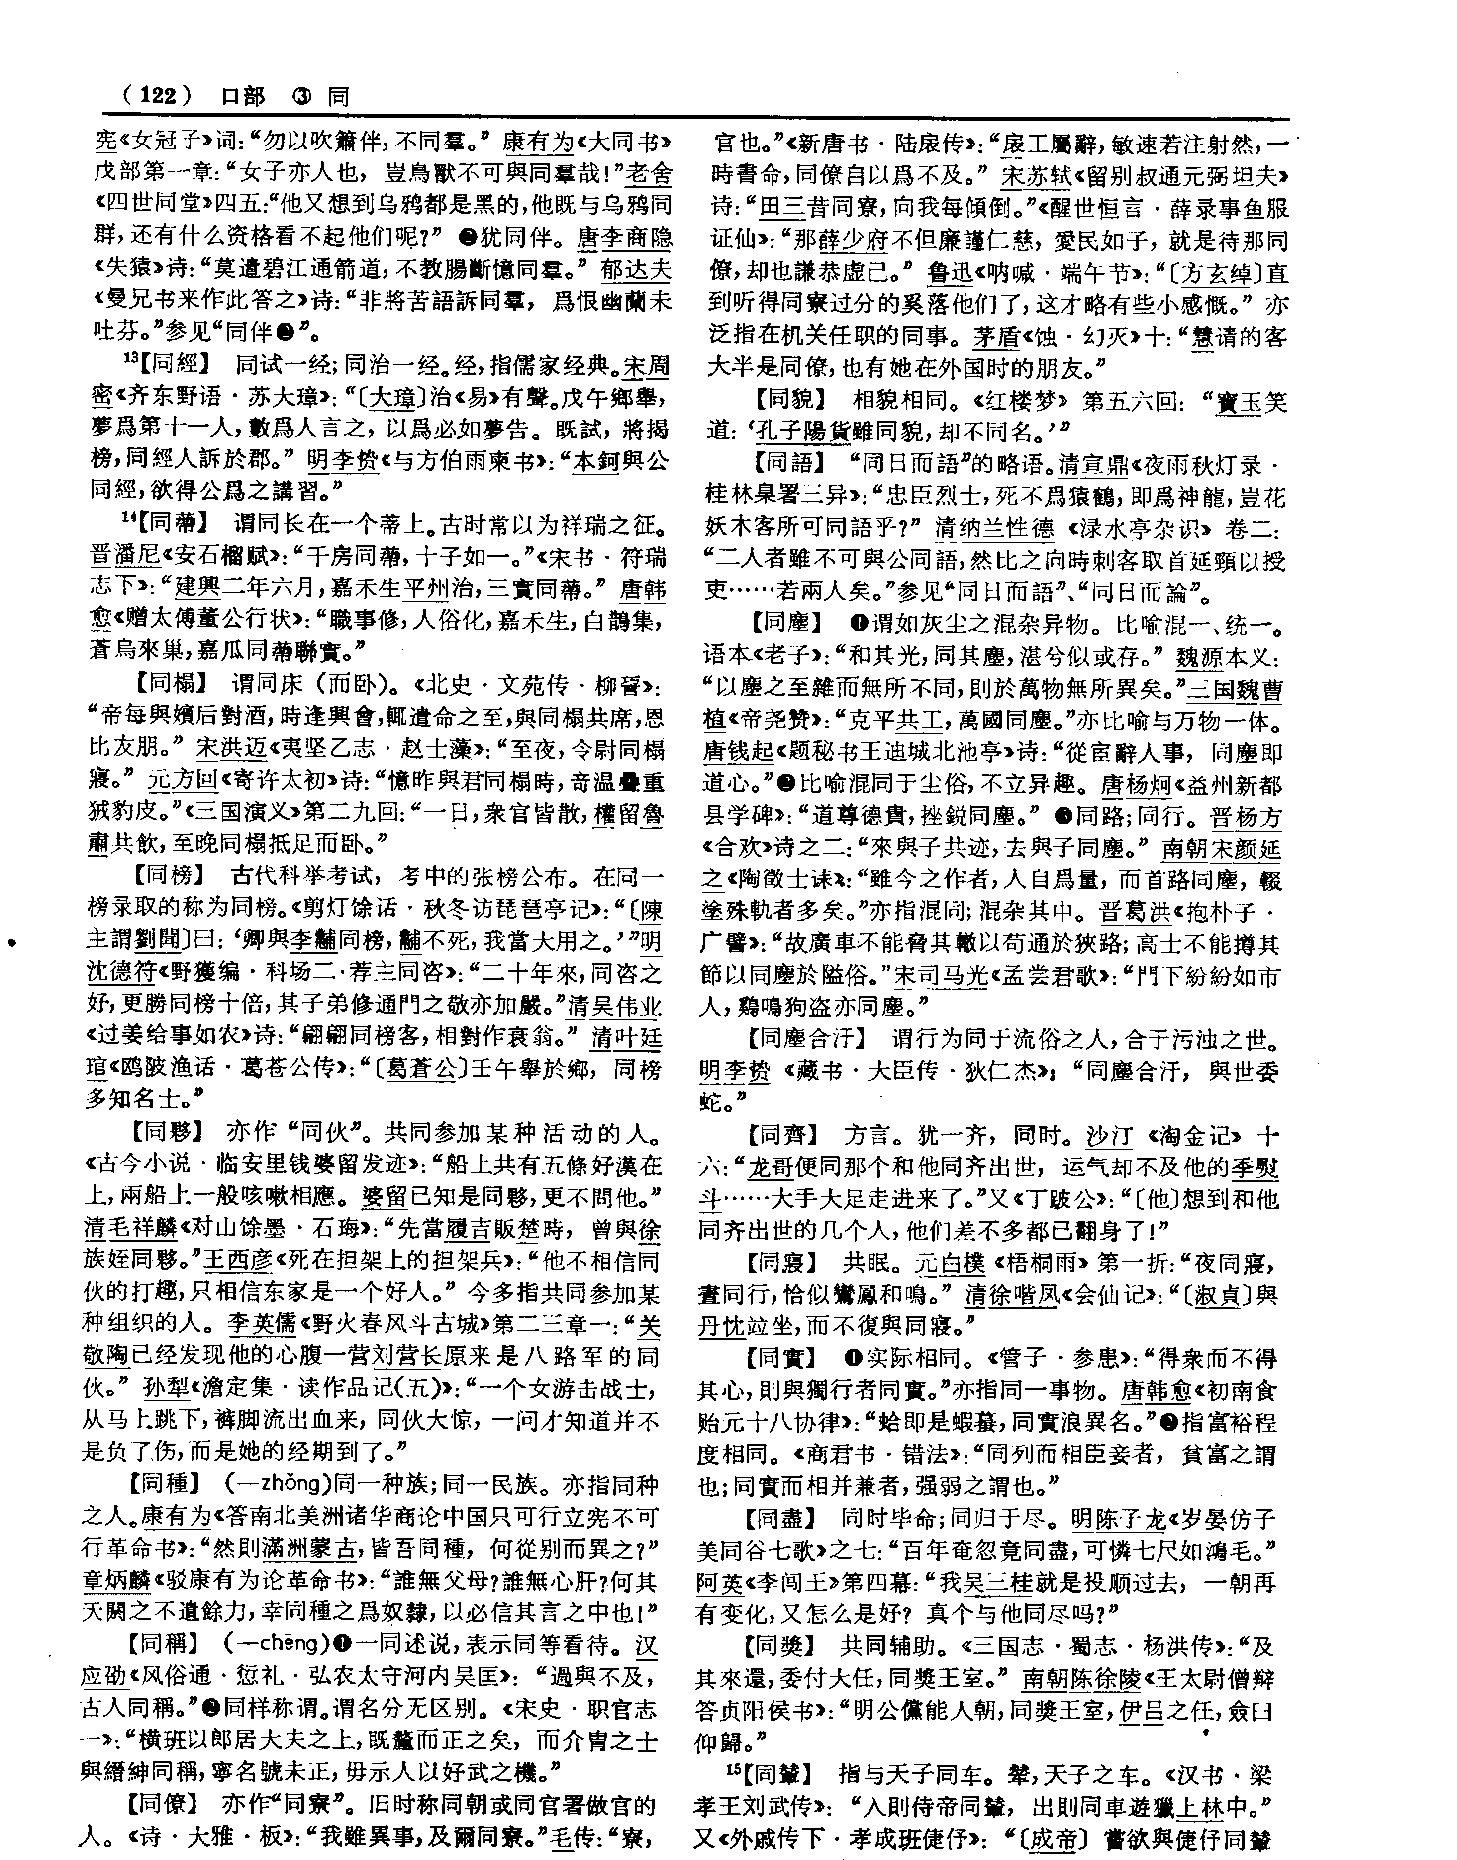 （122） 口部 ③ 同
宪《女冠子》词：“勿以吹簫伴，不同羣。”康有为《大同书》
戊部第一章：“女子亦人也，豈鳥獸不可與同羣哉！”老舍
《四世同堂》四五：“他又想到乌鸦都是黑的，他既与乌鸦同
群，还有什么资格看不起他们呢？”❷犹同伴。唐李商隐
《失猿》诗：“莫遣碧江通箭道，不教腸斷憶同羣。”郁达夫
《曼兄书来作此答之》诗：“非將苦語訴同羣，爲恨幽蘭未
吐芬。”参见“同伴❷”。
¹³【同經】 同试一经；同治一经。经，指儒家经典。宋周
密《齐东野语·苏大璋》：“〔大璋〕治《易》有聲。戊午鄉舉，
夢爲第十一人，數爲人言之，以爲必如夢告。既試，將揭
榜，同經人訴於郡。”明李贽《与方伯雨柬书》：“本鈳與公
同經，欲得公爲之講習。”
¹⁴【同蒂】 谓同长在一个蒂上。古时常以为祥瑞之征。
晋潘尼《安石榴赋》：“千房同蒂，十子如一。”《宋书·符瑞
志下》：“建興二年六月，嘉禾生平州治，三實同蒂。”唐韩
愈《赠太傅董公行状》：“職事修，人俗化，嘉禾生，白鵲集，
蒼烏來巢，嘉瓜同蒂聯實。”
【同榻】 谓同床（而卧）。《北史·文苑传·柳䛒》：
“帝每與嬪后對酒，時逢興會，輒遣命之至，與同榻共席，恩
比友朋。”宋洪迈《夷坚乙志·赵士藻》：“至夜，令尉同榻
寢。”元方回《寄许太初》诗：“憶昨與君同榻時，奇温疊重
狨豹皮。”《三国演义》第二九回：“一日，衆官皆散，權留魯
肅共飲，至晚同榻抵足而卧。”
【同榜】 古代科举考试，考中的张榜公布。在同一
榜录取的称为同榜。《剪灯馀话·秋冬访琵琶亭记》：“〔陳
主謂劉聞〕曰：‘卿與李黼同榜，黼不死，我當大用之。’”明
沈德符《野獲编·科场二·荐主同咨》：“二十年來，同咨之
好，更勝同榜十倍，其子弟修通門之敬亦加嚴。”清吴伟业
《过姜给事如农》诗：“翩翩同榜客，相對作衰翁。”清叶廷
琯《鸥陂渔话·葛苍公传》：“〔葛蒼公〕壬午舉於鄉，同榜
多知名士。”
【同夥】 亦作“同伙”。共同参加某种活动的人。
《古今小说·临安里钱婆留发迹》：“船上共有五條好漢在
上，兩船上一般咳嗽相應。婆留已知是同夥，更不問他。”
清毛祥麟《对山馀墨·石海》：“先當履吉販楚時，曾與徐
族姪同夥。”王西彦《死在担架上的担架兵》：“他不相信同
伙的打趣，只相信东家是一个好人。”今多指共同参加某
种组织的人。李英儒《野火春风斗古城》第二三章一：“关
敬陶已经发现他的心腹一营刘营长原来是八路军的同
伙。”孙犁《澹定集·读作品记（五）》：“一个女游击战士，
从马上跳下，裤脚流出血来，同伙大惊，一问才知道并不
是负了伤，而是她的经期到了。”
【同種】 （—zhǒng）同一种族；同一民族。亦指同种
之人。康有为《答南北美洲诸华商论中国只可行立宪不可
行革命书》：“然則滿洲蒙古，皆吾同種，何從别而異之？”
章炳麟《驳康有为论革命书》：“誰無父母？誰無心肝？何其
夭閼之不遺餘力，幸同種之爲奴隸，以必信其言之中也！”
【同稱】 （—chēng）❶一同述说，表示同等看待。汉
应劭《风俗通·愆礼·弘农太守河内吴匡》：“過與不及，
古人同稱。”❷同样称谓。谓名分无区别。《宋史·职官志
一》：“横班以郎居大夫之上，既釐而正之矣，而介冑之士
與縉紳同稱，寧名號未正，毋示人以好武之機。”
【同僚】 亦作“同寮”。旧时称同朝或同官署做官的
人。《诗·大雅·板》：“我雖異事，及爾同寮。”毛传：“寮，
官也。”《新唐书·陆扆传》：“扆工屬辭，敏速若注射然，一
時書命，同僚自以爲不及。”宋苏轼《留别叔通元弼坦夫》
诗：“田三昔同寮，向我每傾倒。”《醒世恒言·薛录事鱼服
证仙》：“那薛少府不但廉謹仁慈，愛民如子，就是待那同
僚，却也謙恭虚己。”鲁迅《呐喊·端午节》：“〔方玄绰〕直
到听得同寮过分的奚落他们了，这才略有些小感慨。”亦
泛指在机关任职的同事。茅盾《蚀·幻灭》十：“慧请的客
大半是同僚，也有她在外国时的朋友。”
【同貌】 相貌相同。《红楼梦》第五六回：“寶玉笑
道：‘孔子陽貨雖同貌，却不同名。’”
【同語】 “同日而語”的略语。清宣鼎《夜雨秋灯录·
桂林臬署三异》：“忠臣烈士，死不爲猿鶴，即爲神龍，豈花
妖木客所可同語乎？”清纳兰性德《渌水亭杂识》卷二：
“二人者雖不可與公同語，然比之向時刺客取首延頸以授
吏……若兩人矣。”参见“同日而語”、“同日而論”。
【同塵】 ❶谓如灰尘之混杂异物。比喻混一、统一。
语本《老子》：“和其光，同其塵，湛兮似或存。”魏源本义：
“以塵之至雜而無所不同，則於萬物無所異矣。”三国魏曹
植《帝尧赞》：“克平共工，萬國同塵。”亦比喻与万物一体。
唐钱起《题秘书王迪城北池亭》诗：“從宦辭人事，同塵即
道心。”❷比喻混同于尘俗，不立异趣。唐杨炯《益州新都
县学碑》：“道尊德貴，挫鋭同塵。”❸同路；同行。晋杨方
《合欢》诗之二：“來與子共迹，去與子同塵。”南朝宋颜延
之《陶徵士诔》：“雖今之作者，人自爲量，而首路同塵，輟
塗殊軌者多矣。”亦指混同；混杂其中。晋葛洪《抱朴子·
广譬》：“故廣車不能脅其轍以苟通於狹路；高士不能撙其
節以同塵於隘俗。”宋司马光《孟尝君歌》：“門下紛紛如市
人，鷄鳴狗盗亦同塵。”
【同塵合汙】 谓行为同于流俗之人，合于污浊之世。
明李贽《藏书·大臣传·狄仁杰》：“同塵合汙，與世委
蛇。”
【同齊】 方言。犹一齐，同时。沙汀《淘金记》十
六：“龙哥便同那个和他同齐出世，运气却不及他的季熨
斗……大手大足走进来了。”又《丁跛公》：“〔他〕想到和他
同齐出世的几个人，他们差不多都已翻身了！”
【同寢】 共眠。元白樸《梧桐雨》第一折：“夜同寢，
晝同行，恰似鸞鳳和鳴。”清徐喈凤《会仙记》：“〔淑貞〕與
丹忱竝坐，而不復與同寢。”
【同實】 ❶实际相同。《管子·参患》：“得衆而不得
其心，則與獨行者同實。”亦指同一事物。唐韩愈《初南食
贻元十八协律》：“蛤即是蝦蟇，同實浪異名。”❷指富裕程
度相同。《商君书·错法》：“同列而相臣妾者，貧富之謂
也；同實而相并兼者，强弱之謂也。”
【同盡】 同时毕命；同归于尽。明陈子龙《岁晏仿子
美同谷七歌》之七：“百年奄忽竟同盡，可憐七尺如鴻毛。”
阿英《李闯王》第四幕：“我吴三桂就是投顺过去，一朝再
有变化，又怎么是好？真个与他同尽吗？”
【同獎】 共同辅助。《三国志·蜀志·杨洪传》：“及
其來還，委付大任，同獎王室。”南朝陈徐陵《王太尉僧辩
答贞阳侯书》：“明公儻能入朝，同獎王室，伊吕之任，僉曰
仰歸。”
¹⁵【同輦】 指与天子同车。輦，天子之车。《汉书·梁
孝王刘武传》：“入則侍帝同輦，出則同車遊獵上林中。”
又《外戚传下·孝成班倢伃》：“〔成帝〕嘗欲與倢伃同輦